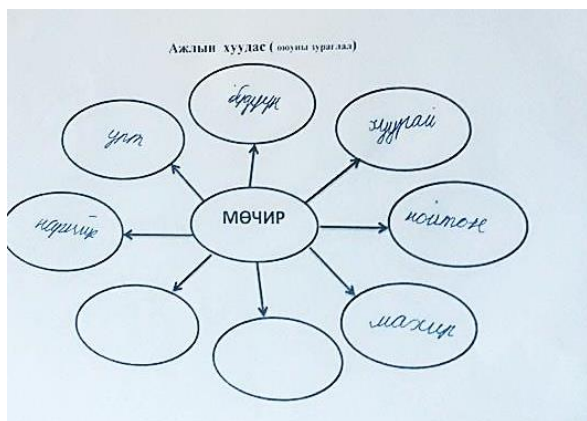 Ажлын хуудас ( оюуны зураглал)
бүдүүн
урт
хуурай
МӨЧИР
нойтон
нарийн
махир